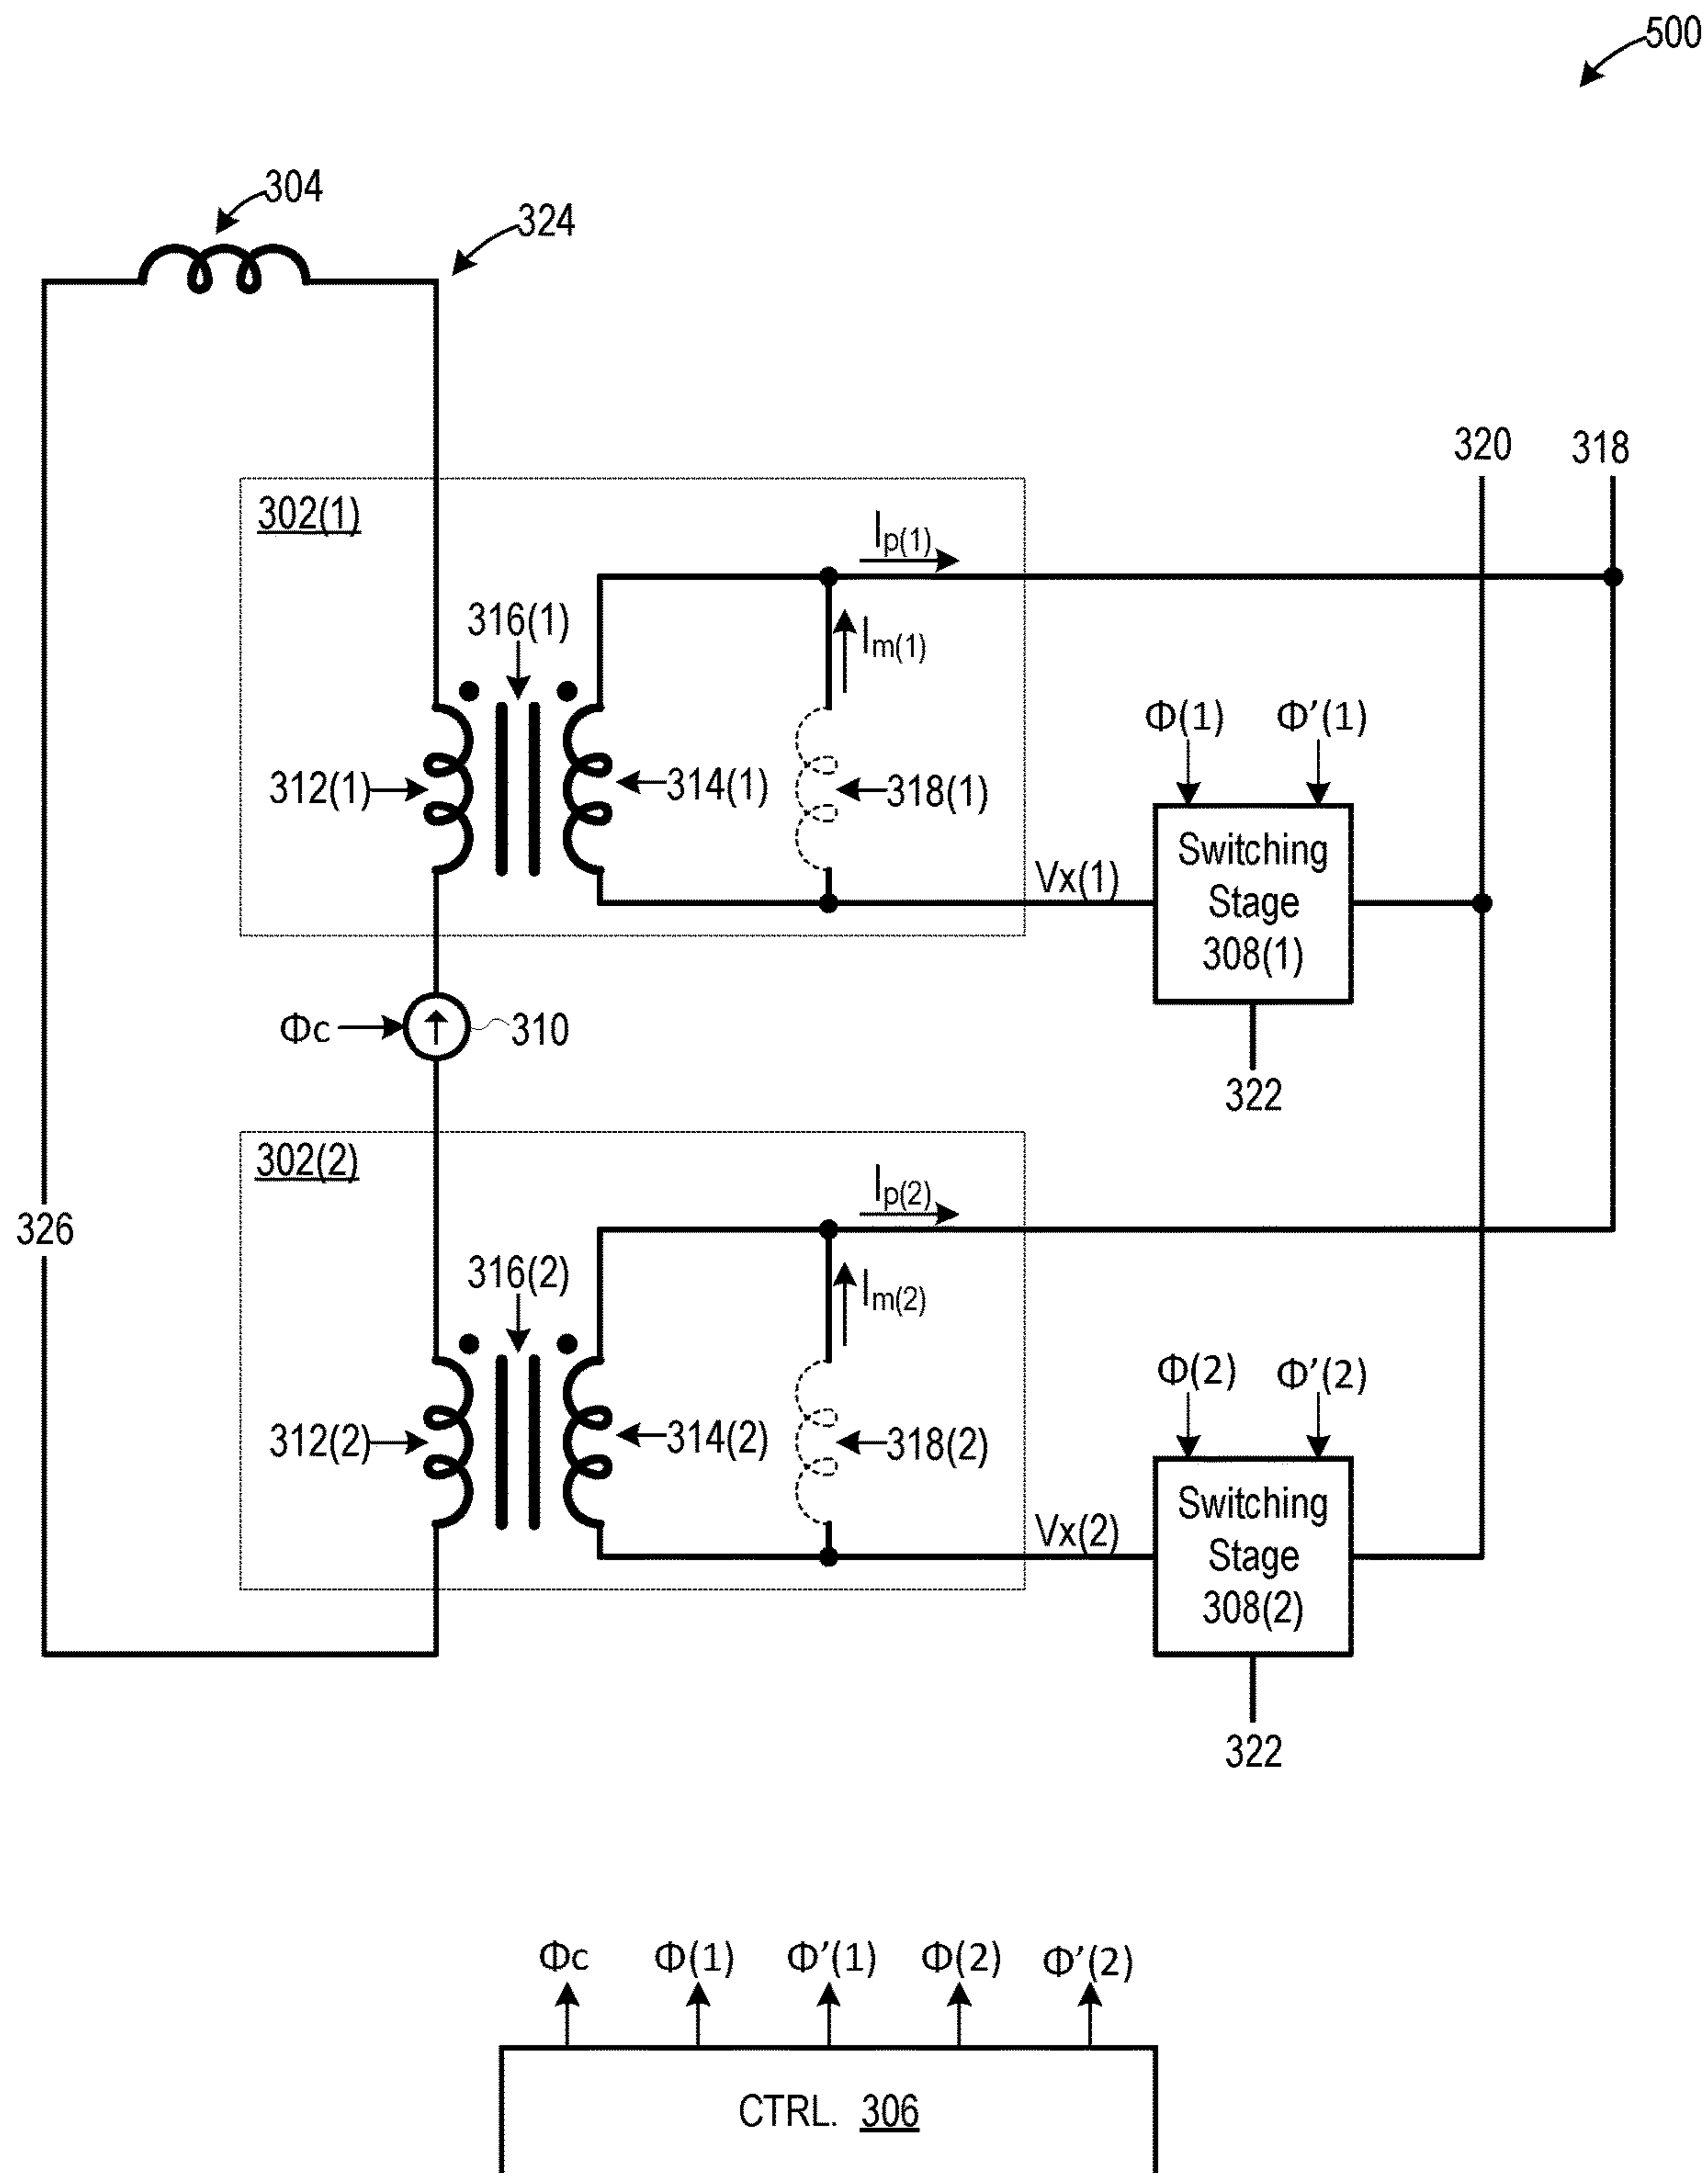 500
304
324
320
318
302(1)
Ip(1)
316(1)
Im(1)
Φ(1)
Φ'(1)
312(1)
314(1)
318(1)
Vx(1)
Switching
Stage
308(1)
Φc
310
322
302(2)
Ip(2)
326
316(2)
Im(2)
Φ(2)
Φ'(2)
312(2)
314(2)
318(2)
Vx(2)
Switching
Stage
308(2)
322
Φc
Φ(1)
Φ'(1)
Φ(2)
Φ'(2)
CTRL. 306